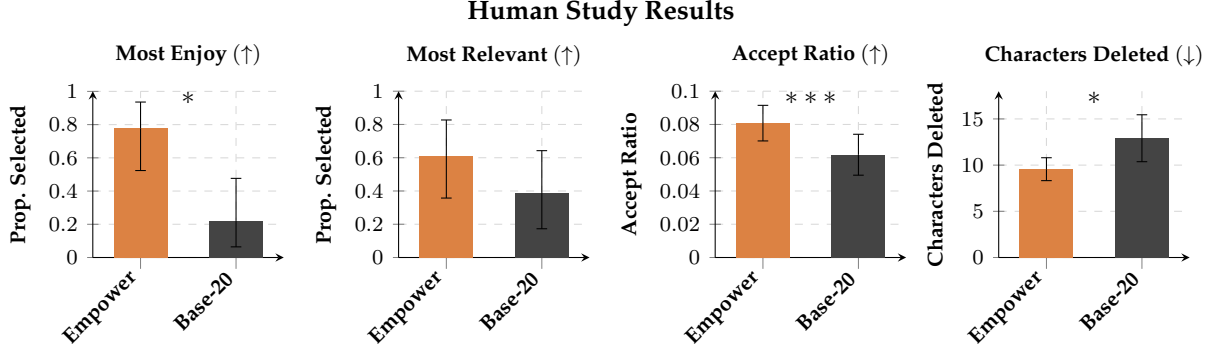 Human Study Results
Most Enjoy (↑)
Prop. Selected
1
0.8
0.6
0.4
0.2
0
*
Empower
Base-20
Most Relevant (↑)
Prop. Selected
1
0.8
0.6
0.4
0.2
0
Empower
Base-20
Accept Ratio (↑)
Accept Ratio
0.1
0.08
0.06
0.04
0.02
0
* * *
Empower
Base-20
Characters Deleted (↓)
Characters Deleted
15
10
5
0
*
Empower
Base-20